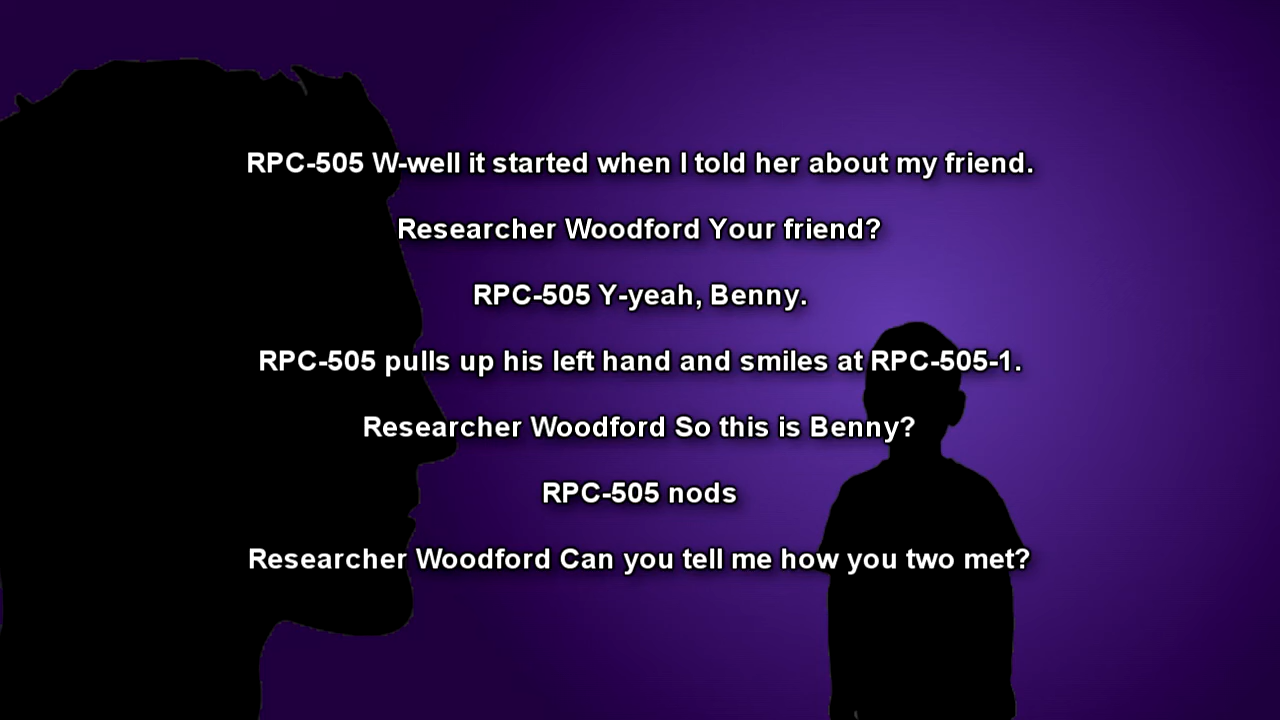 RPC-505 W-well it started when I told her about my friend.
Researcher Woodford Your friend?
RPC-505 Y-yeah, Benny.
RPC-505 pulls up his left hand and smiles at RPC-505-1.
Researcher Woodford So this is Benny?
RPC-505 nods
Researcher Woodford Can you tell me how you two met?